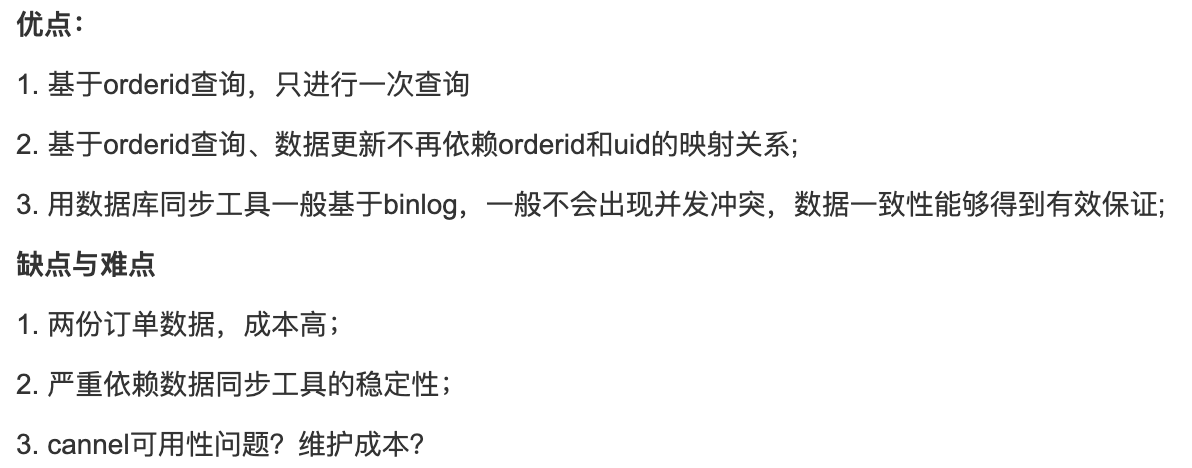 优点：
1. 基于orderid查询，只进行一次查询
2. 基于orderid查询、数据更新不再依赖orderid和uid的映射关系;
3. 用数据库同步工具一般基于binlog，一般不会出现并发冲突，数据一致性能够得到有效保证;
缺点与难点
1. 两份订单数据，成本高；
2. 严重依赖数据同步工具的稳定性；
3. cannel可用性问题？维护成本？